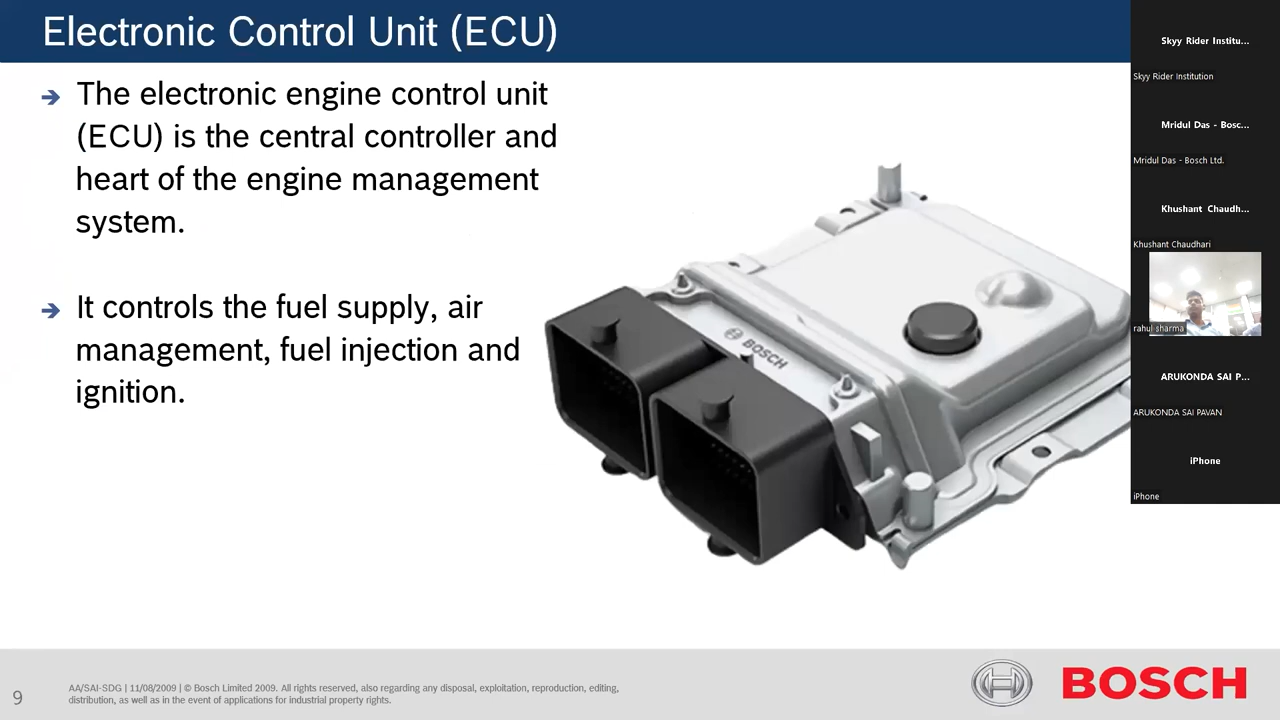 Electronic Control Unit (ECU)
➔ The electronic engine control unit
(ECU) is the central controller and
heart of the engine management
system.
➔ It controls the fuel supply, air
management, fuel injection and
ignition.
BOSCH
9
AA/SAI-SDG | 11/08/2009 | © Bosch Limited 2009. All rights reserved, also regarding any disposal, exploitation, reproduction, editing,
distribution, as well as in the event of applications for industrial property rights.
BOSCH
Skyy Rider Institu...
Skyy Rider Institution
Mridul Das - Bosc...
Mridul Das - Bosch Ltd.
Khushant Chaudh...
Khushant Chaudhari
rahul sharma
ARUKONDA SAI P...
ARUKONDA SAI PAVAN
iPhone
iPhone